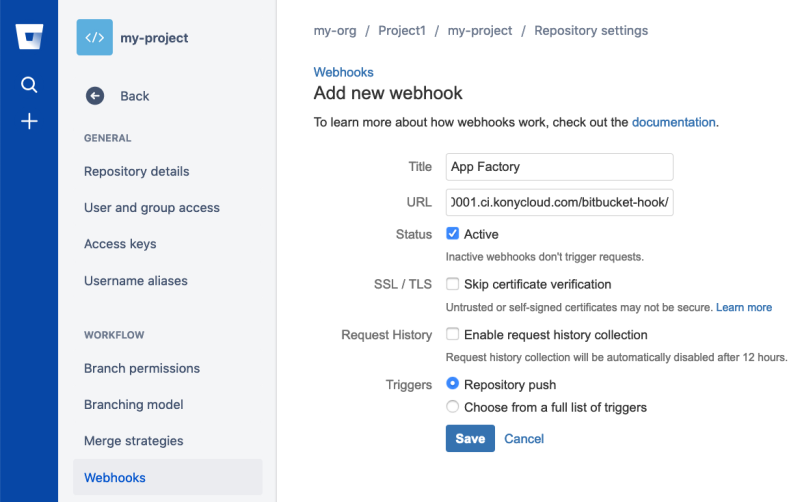 my-project
Back
GENERAL
Repository details
User and group access
Access keys
Username aliases
WORKFLOW
Branch permissions
Branching model
Merge strategies
Webhooks
my-org / Project1 / my-project / Repository settings
Webhooks
Add new webhook
To learn more about how webhooks work, check out the documentation.
Title App Factory
URL 0001.ci.konycloud.com/bitbucket-hook/
Status Active
Inactive webhooks don't trigger requests.
SSL / TLS Skip certificate verification
Untrusted or self-signed certificates may not be secure. Learn more
Request History Enable request history collection
Request history collection will be automatically disabled after 12 hours.
Triggers Repository push
Choose from a full list of triggers
Save Cancel